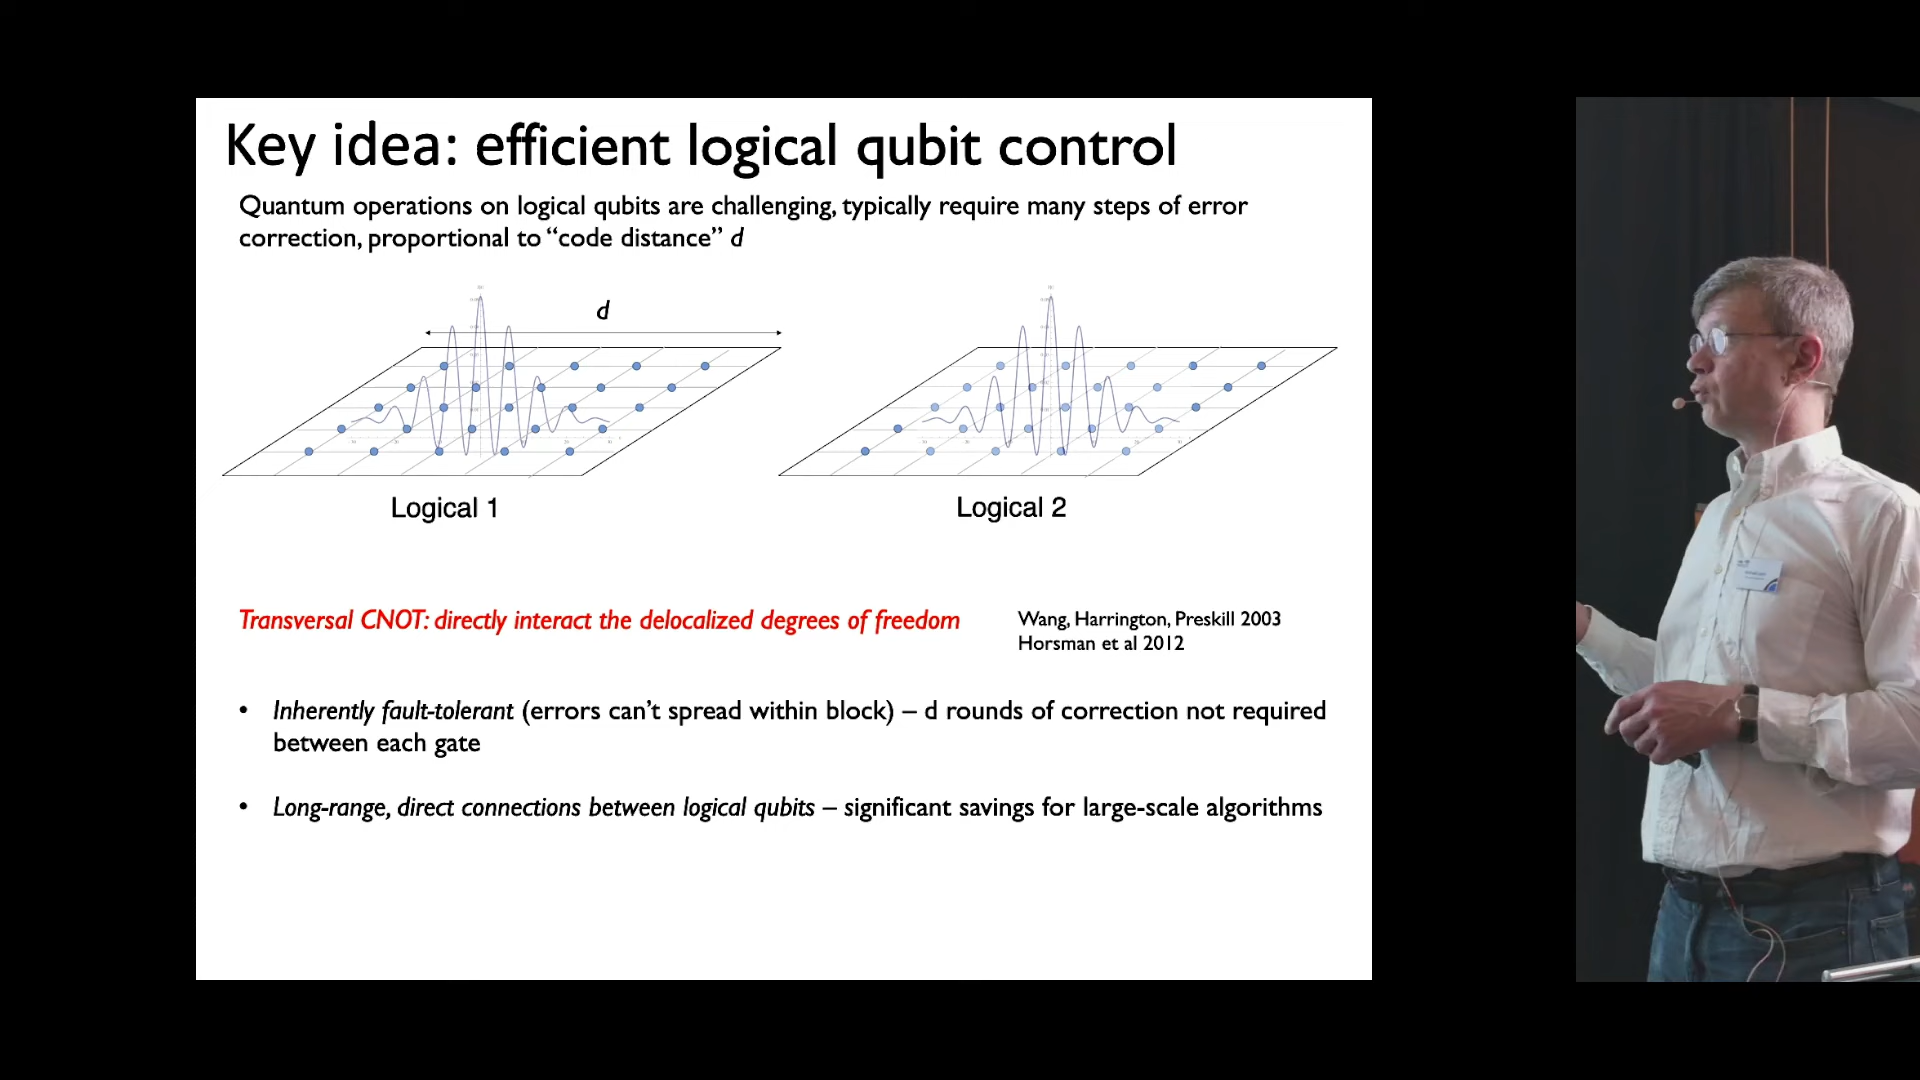 Key idea: efficient logical qubit control
Quantum operations on logical qubits are challenging, typically require many steps of error
correction, proportional to “code distance” d
d
Logical 1
Logical 2
Transversal CNOT: directly interact the delocalized degrees of freedom
Wang, Harrington, Preskill 2003
Horsman et al 2012
• Inherently fault-tolerant (errors can’t spread within block) – d rounds of correction not required
between each gate
• Long-range, direct connections between logical qubits – significant savings for large-scale algorithms